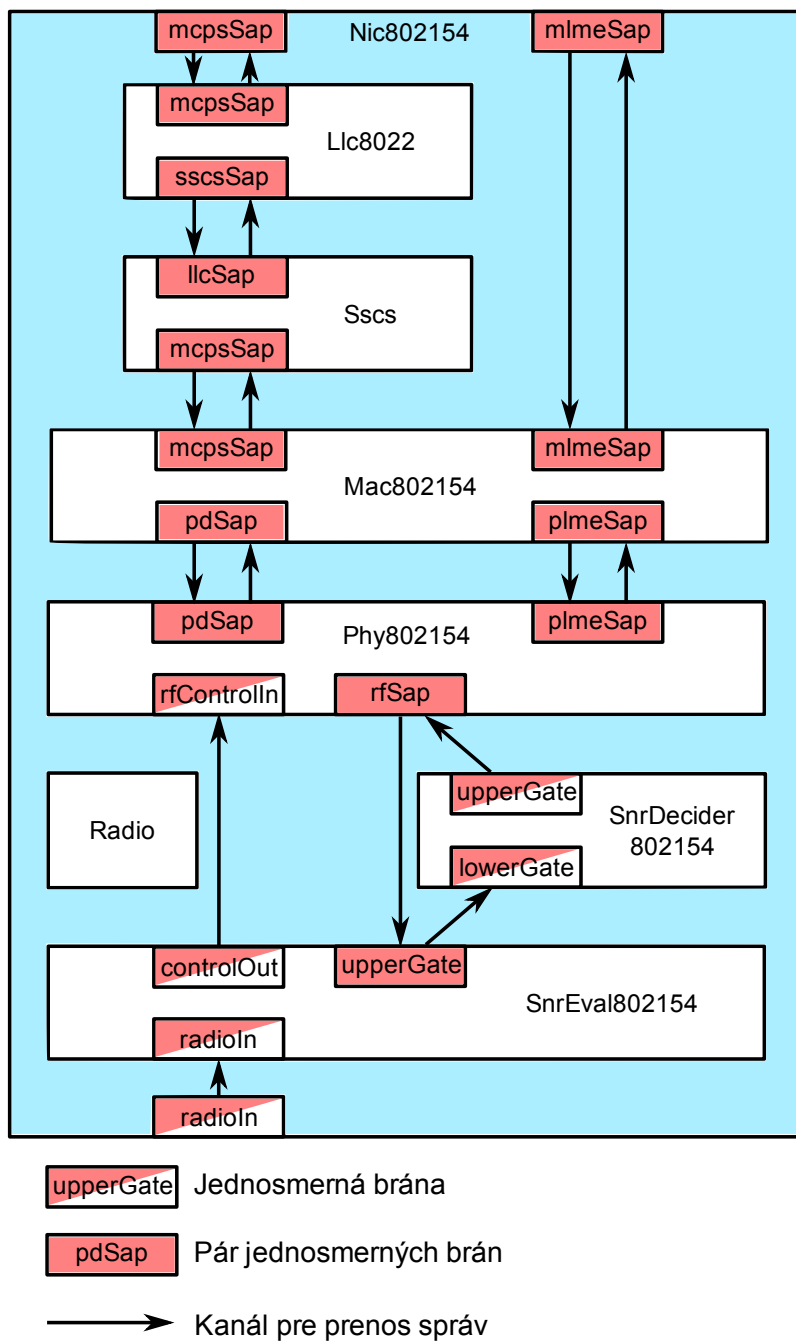 mcpsSap
Nic802154
mlmeSap
mcpsSap
Llc8022
sscsSap
llcSap
Sscs
mcpsSap
mcpsSap
mlmeSap
Mac802154
pdSap
plmeSap
pdSap
Phy802154
plmeSap
rfControlIn
rfSap
Radio
upperGate
SnrDecider
802154
lowerGate
controlOut
upperGate
SnrEval802154
radioIn
radioIn
upperGate
Jednosmerná brána
pdSap
Pár jednosmerných brán
Kanál pre prenos správ